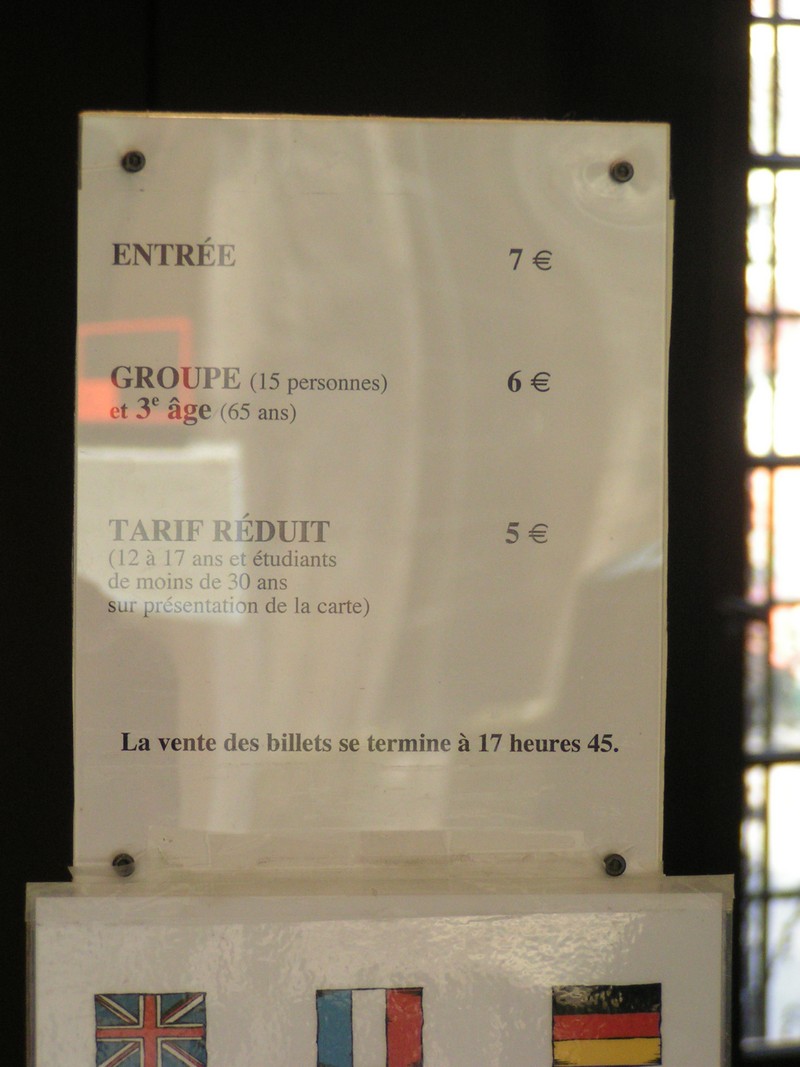 ENTRÉE 7 €
GROUPE (15 personnes) 6 €
et 3e âge (65 ans)
TARIF RÉDUIT 5 €
(12 à 17 ans et étudiants
de moins de 30 ans
sur présentation de la carte)
La vente des billets se termine à 17 heures 45.